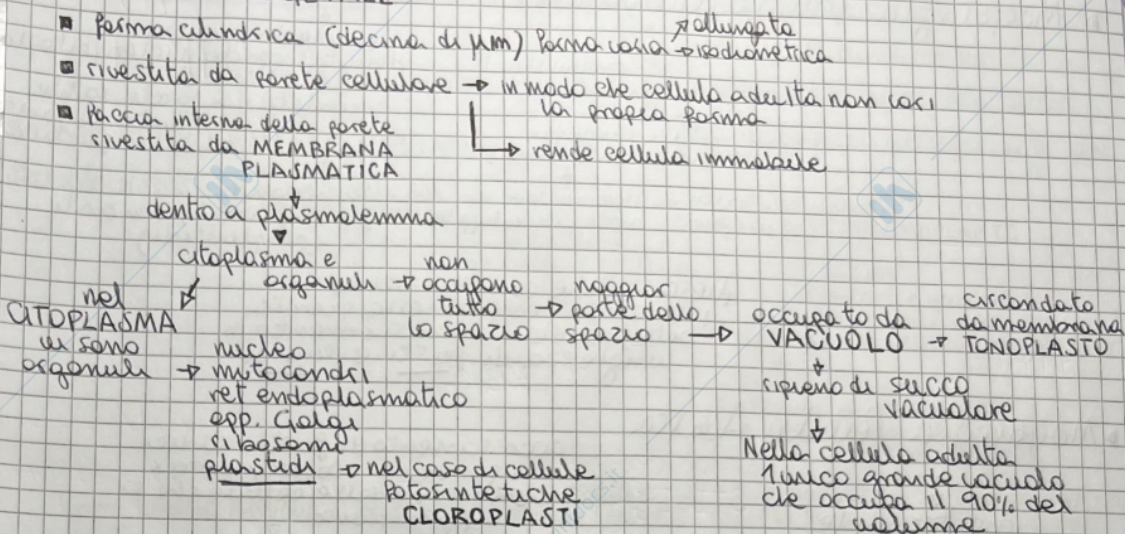 ▪ forma cilindrica (decina di µm) forma varia → allungata
→ isodiametrica
▪ rivestita da parete cellulare → in modo che cellula adulta non vari
la propria forma
→ rende cellula immobile
▪ faccia interna della parete
rivestita da MEMBRANA
PLASMATICA
↓
dentro a plasmalemma
↓
citoplasma e
organuli → non
occupano
tutto
lo spazio
→ maggior
parte dello
spazio
→ occupato da
VACUOLO
→ circondato
da membrana
TONOPLASTO
↓
ripieno di succo
vacuolare
↓
Nella cellula adulta
1 unico grande vacuolo
che occupa il 90% del
volume
nel
CITOPLASMA
vi sono
organuli → nucleo
mitocondri
ret endoplasmatico
app. Golgi
ribosomi
plastidi → nel caso di cellule
fotosintetiche
CLOROPLASTI